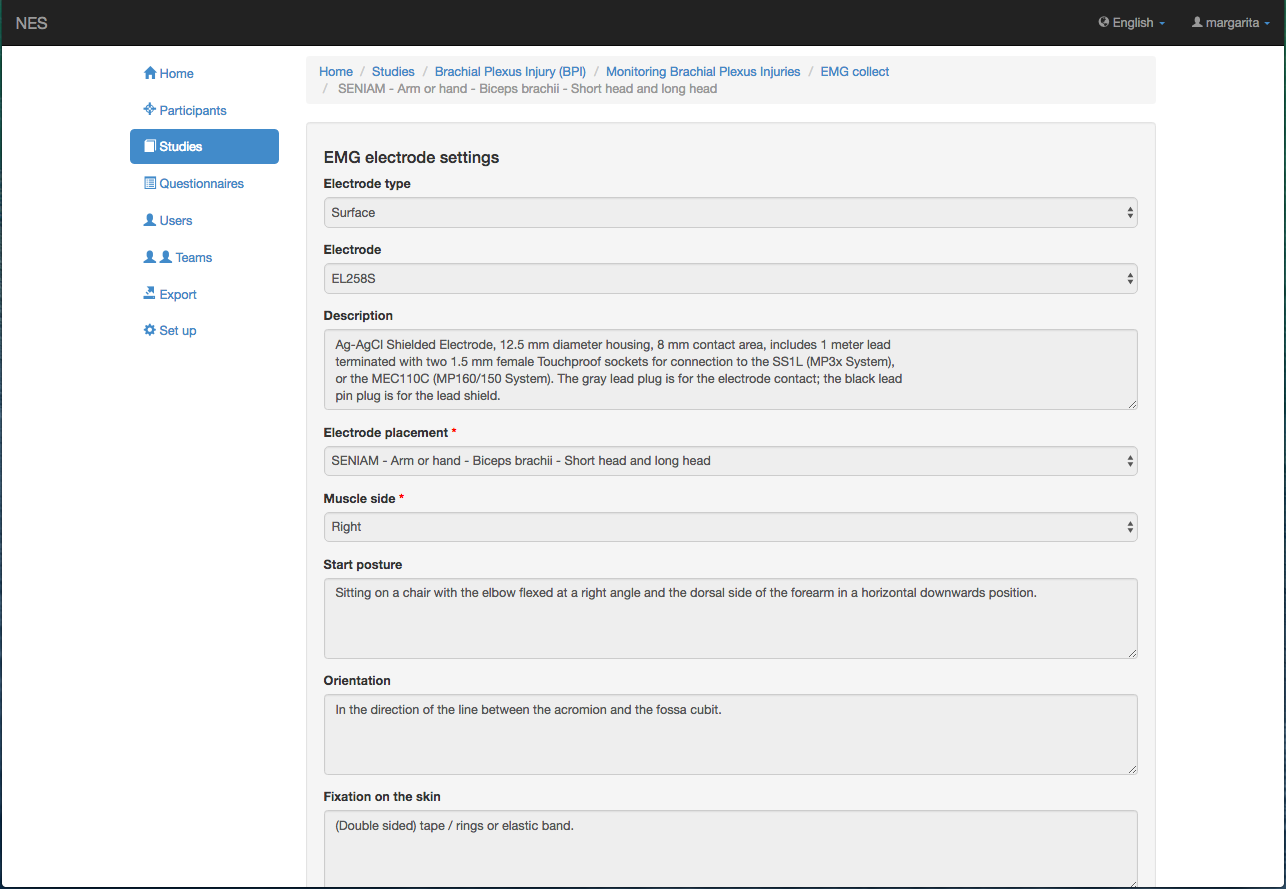 NES
English
margarita
Home
Participants
Studies
Questionnaires
Users
Teams
Export
Set up
Home / Studies / Brachial Plexus Injury (BPI) / Monitoring Brachial Plexus Injuries / EMG collect
/ SENIAM - Arm or hand - Biceps brachii - Short head and long head
EMG electrode settings
Electrode type
Surface
Electrode
EL258S
Description
Ag-AgCl Shielded Electrode, 12.5 mm diameter housing, 8 mm contact area, includes 1 meter lead
terminated with two 1.5 mm female Touchproof sockets for connection to the SS1L (MP3x System),
or the MEC110C (MP160/150 System). The gray lead plug is for the electrode contact; the black lead
pin plug is for the lead shield.
Electrode placement *
SENIAM - Arm or hand - Biceps brachii - Short head and long head
Muscle side *
Right
Start posture
Sitting on a chair with the elbow flexed at a right angle and the dorsal side of the forearm in a horizontal downwards position.
Orientation
In the direction of the line between the acromion and the fossa cubit.
Fixation on the skin
(Double sided) tape / rings or elastic band.